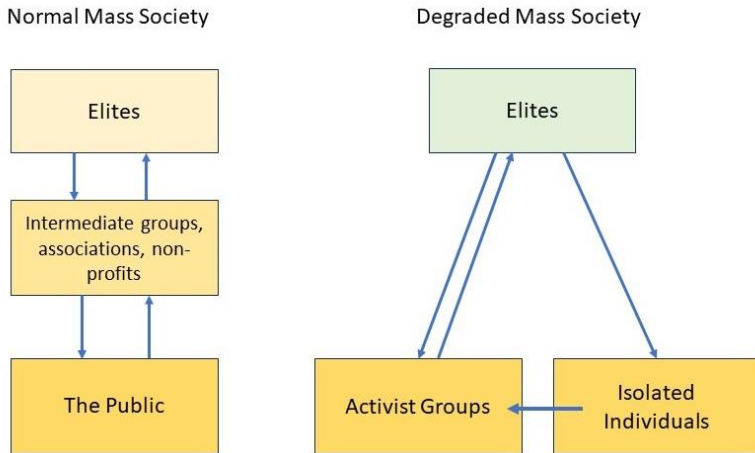 Normal Mass Society
Degraded Mass Society
Elites
Elites
Intermediate groups,
associations, non-
profits
The Public
Activist Groups
Isolated
Individuals